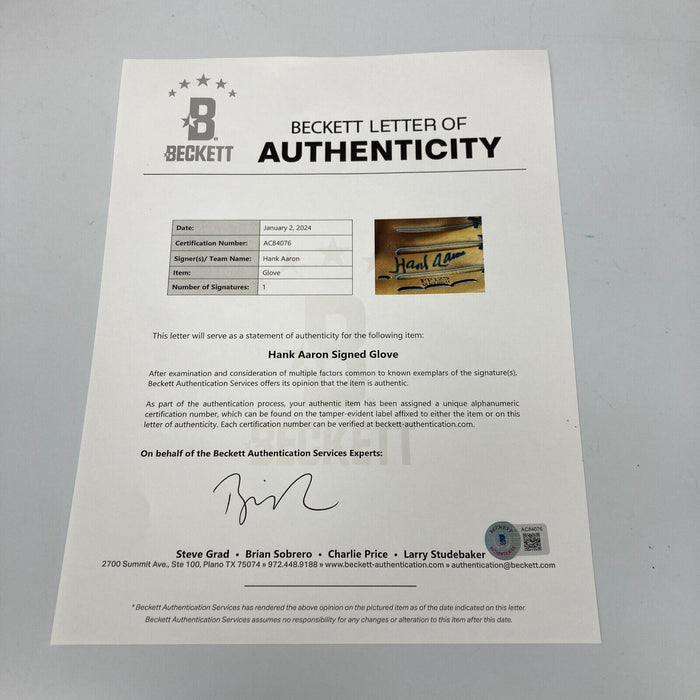 B
BECKETT
BECKETT LETTER OF
AUTHENTICITY
Date: January 2, 2024
Certification Number: AC84076
Signer(s)/ Team Name: Hank Aaron
Item: Glove
Number of Signatures: 1
Hank Aaron
This letter will serve as a statement of authenticity for the following item:
Hank Aaron Signed Glove
After examination and consideration of multiple factors common to known exemplars of the signature(s),
Beckett Authentication Services offers its opinion that the item is authentic.
As part of the authentication process, your authentic item has been assigned a unique alphanumeric
certification number, which can be found on the tamper-evident label affixed to either the item or on this
letter of authenticity. Each certification number can be verified at beckett-authentication.com.
BECKETT
On behalf of the Beckett Authentication Services Experts:
BECKETT
B
AC84076
Steve Grad • Brian Sobrero • Charlie Price • Larry Studebaker
2700 Summit Ave., Ste 100, Plano TX 75074 » 972.448.9188 » www.beckett-authentication.com » authentication@beckett.com
*Beckett Authentication Services has rendered the above opinion on the pictured item as of the date indicated on this letter.
Beckett Authentication Services assumes no responsibility for any changes or alteration to this item after this date.